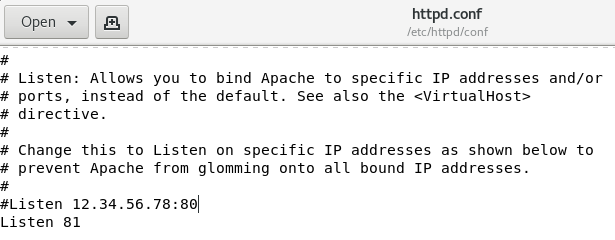 Open
httpd.conf
/etc/httpd/conf
#
# Listen: Allows you to bind Apache to specific IP addresses and/or
# ports, instead of the default. See also the <VirtualHost>
# directive.
#
# Change this to Listen on specific IP addresses as shown below to
# prevent Apache from glomming onto all bound IP addresses.
#
#Listen 12.34.56.78:80
Listen 81